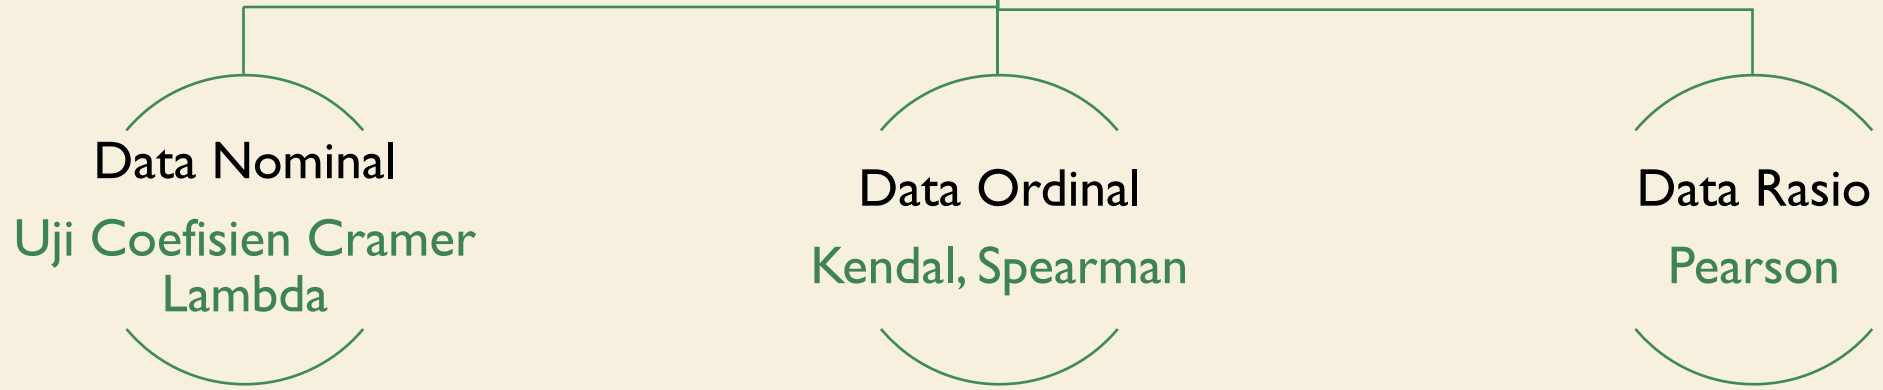 Data Nominal
Uji Coefisien Cramer
Lambda
Data Ordinal
Kendal, Spearman
Data Rasio
Pearson